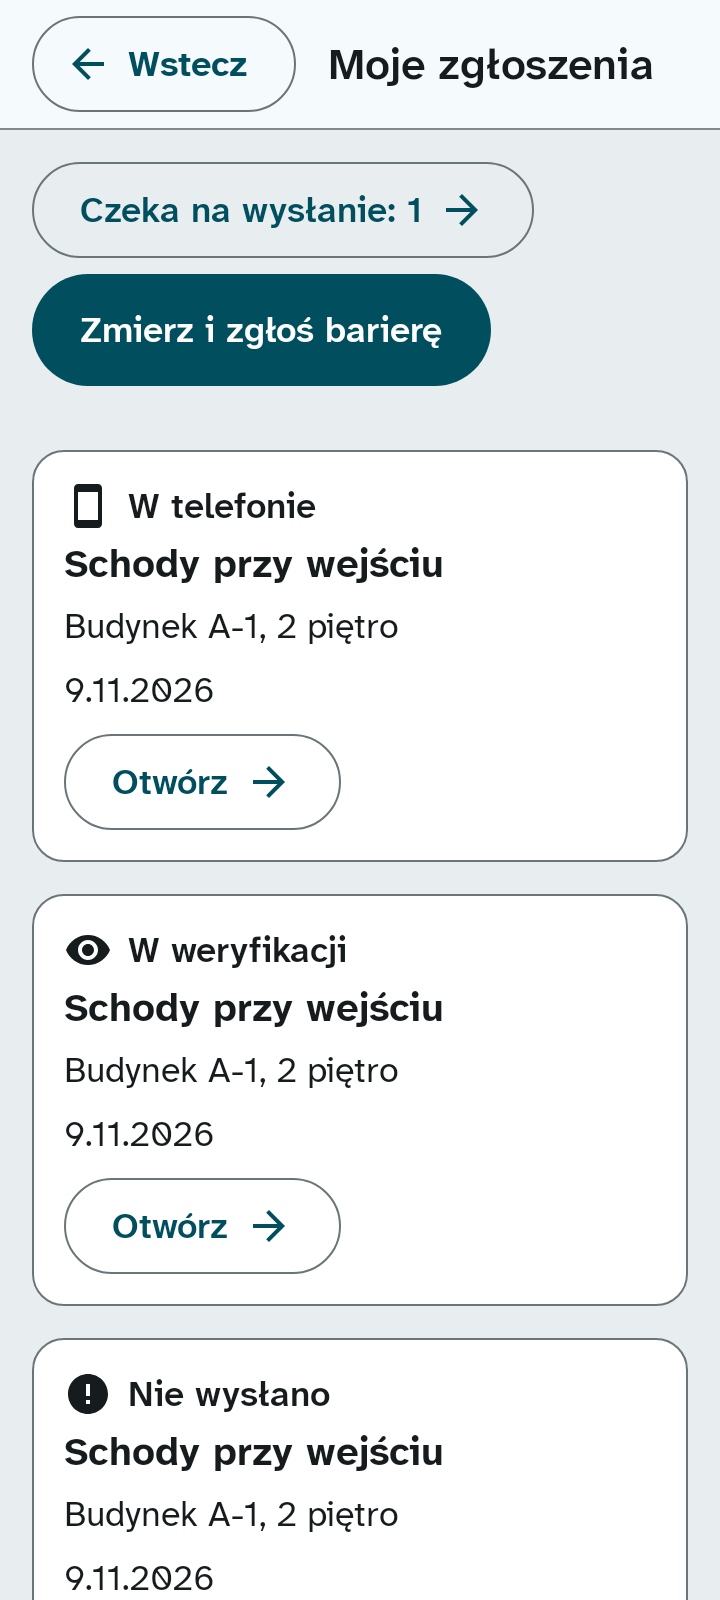 Wstecz
Moje zgłoszenia
Czeka na wysłanie: 1
Zmierz i zgłoś barierę
W telefonie
Schody przy wejściu
Budynek A-1, 2 piętro
9.11.2026
Otwórz
W weryfikacji
Schody przy wejściu
Budynek A-1, 2 piętro
9.11.2026
Otwórz
Nie wysłano
Schody przy wejściu
Budynek A-1, 2 piętro
9.11.2026